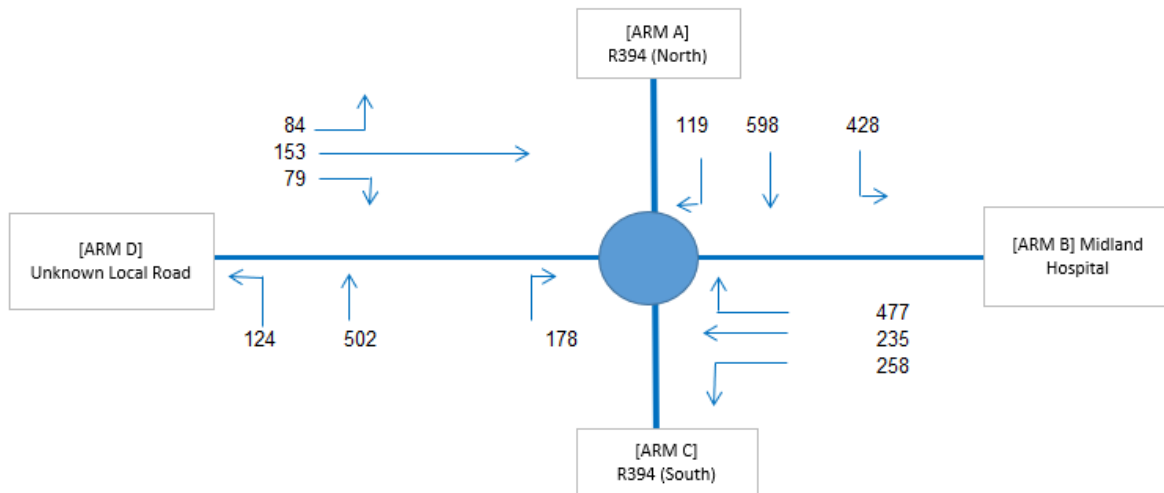 [ARM A]
R394 (North)
84
153
79
119 598 428
[ARM D]
Unknown Local Road
[ARM B] Midland
Hospital
124 502 178
477
235
258
[ARM C]
R394 (South)